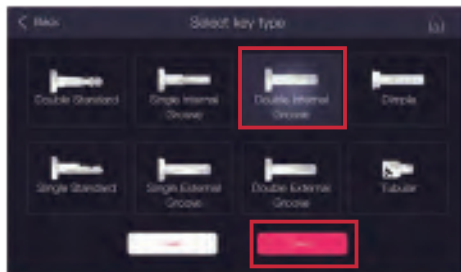 < Back Select key type
Double Standard Single Internal Groove Double Internal Groove Dimple
Single Standard Single External Groove Double External Groove Tubular